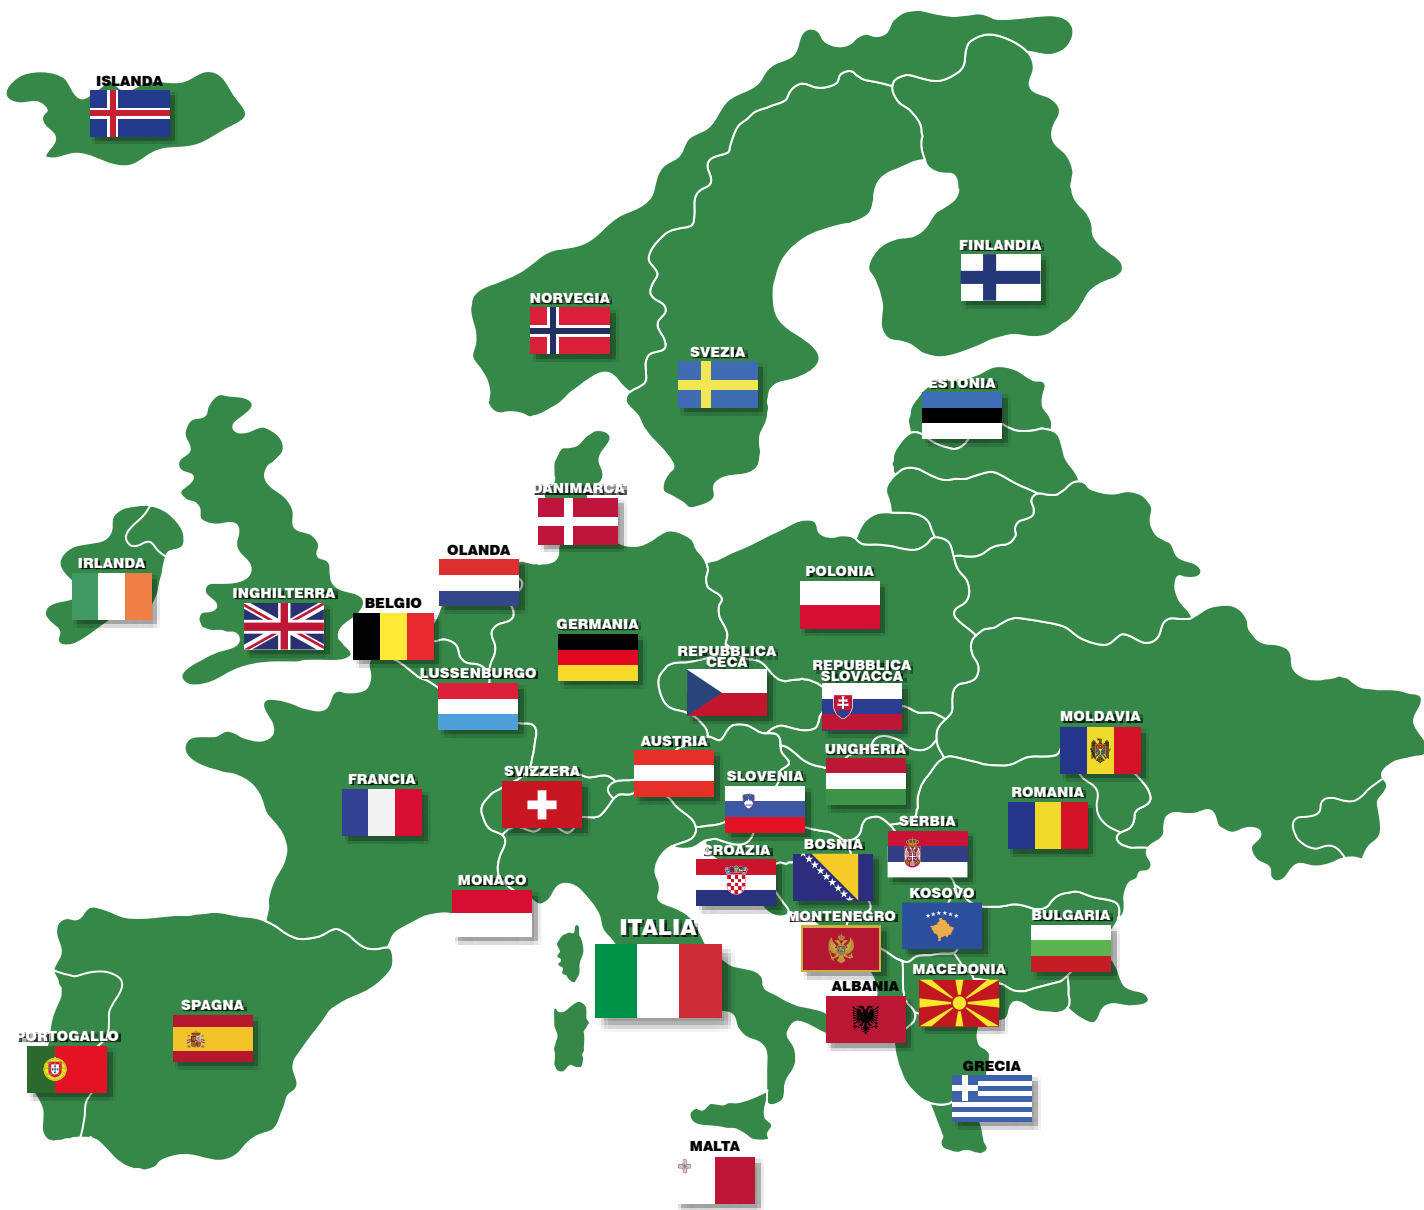 ISLANDA
FINLANDIA
NORVEGIA
SVEZIA
ESTONIA
DANIMARCA
OLANDA
IRLANDA
POLONIA
INGHILTERRA
BELGIO
GERMANIA
REPUBBLICA
CECA
REPUBBLICA
SLOVACCA
LUSSENBURGO
MOLDAVIA
AUSTRIA
UNGHERIA
SVIZZERA
SLOVENIA
FRANCIA
ROMANIA
SERBIA
BOSNIA
CROAZIA
MONACO
KOSOVO
MONTENEGRO
BULGARIA
ITALIA
MACEDONIA
ALBANIA
SPAGNA
PORTOGALLO
GRECIA
MALTA